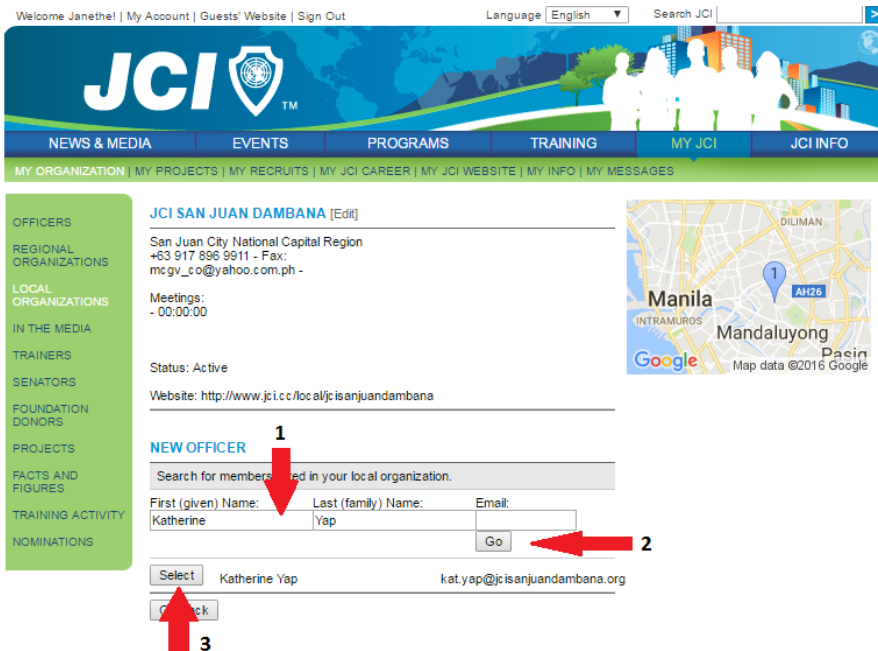 Welcome Janethe! | My Account | Guests' Website | Sign Out
Language English
Search JCI
JCI TM
NEWS & MEDIA EVENTS PROGRAMS TRAINING MY JCI JCI INFO
MY ORGANIZATION | MY PROJECTS | MY RECRUITS | MY JCI CAREER | MY JCI WEBSITE | MY INFO | MY MESSAGES
OFFICERS
REGIONAL
ORGANIZATIONS
LOCAL
ORGANIZATIONS
IN THE MEDIA
TRAINERS
SENATORS
FOUNDATION
DONORS
PROJECTS
FACTS AND
FIGURES
TRAINING ACTIVITY
NOMINATIONS
JCI SAN JUAN DAMBANA [Edit]
San Juan City National Capital Region
+63 917 896 9911 - Fax:
mcgv_co@yahoo.com.ph -
Meetings:
- 00:00:00
Status: Active
Website: http://www.jci.cc/local/jcisanjuandambana
DILIMAN
1
AH26
Manila
INTRAMUROS
Mandaluyong
Pasig
Google
Map data ©2016 Google
1
NEW OFFICER
Search for members in your local organization.
First (given) Name: Last (family) Name: Email:
Katherine Yap
Go
2
Select Katherine Yap kat.yap@jcisanjuandambana.org
3